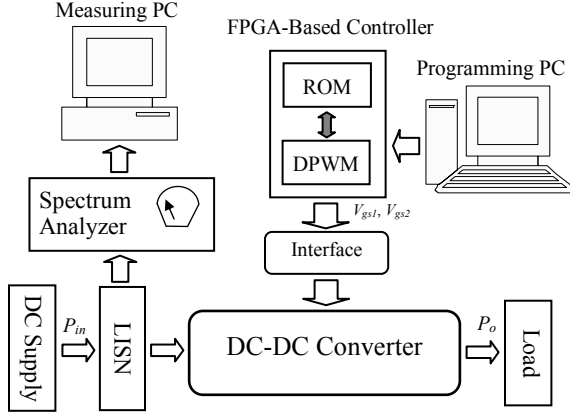 Measuring PC
FPGA-Based Controller
Programming PC
ROM
DPWM
Spectrum
Analyzer
Vgs1, Vgs2
Interface
DC Supply
Pin
LISN
DC-DC Converter
Po
Load